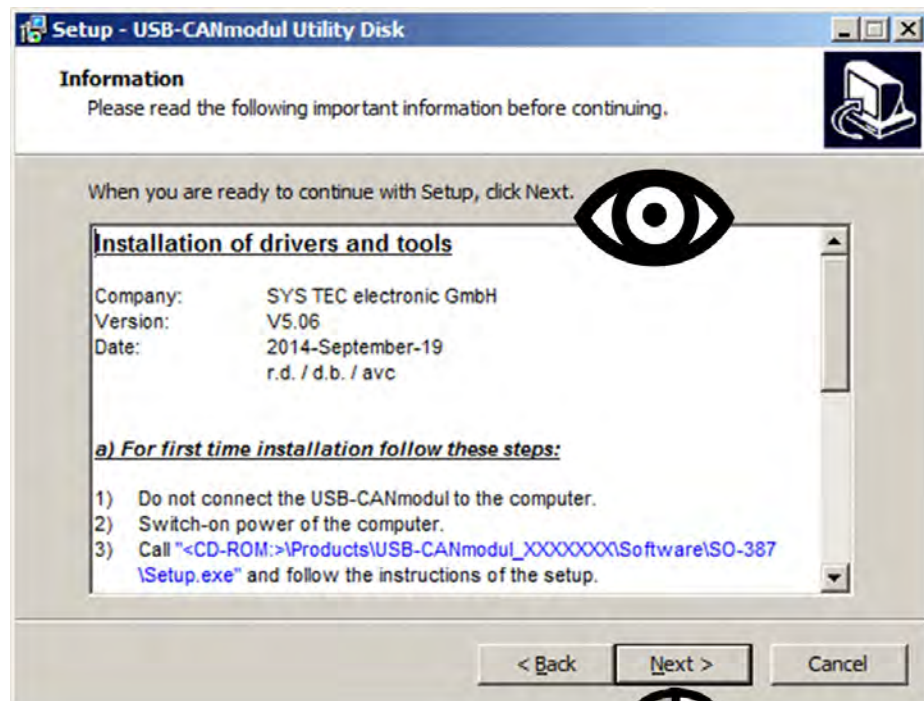 Setup - USB-CANmodul Utility Disk
Information
Please read the following important information before continuing.
When you are ready to continue with Setup, click Next.
Installation of drivers and tools
Company: SYS TEC electronic GmbH
Version: V5.06
Date: 2014-September-19
r.d. / d.b. / avc
a) For first time installation follow these steps:
1) Do not connect the USB-CANmodul to the computer.
2) Switch-on power of the computer.
3) Call "<CD-ROM:>\Products\USB-CANmodul_XXXXXXX\Software\SO-387
\Setup.exe" and follow the instructions of the setup.
< Back Next > Cancel